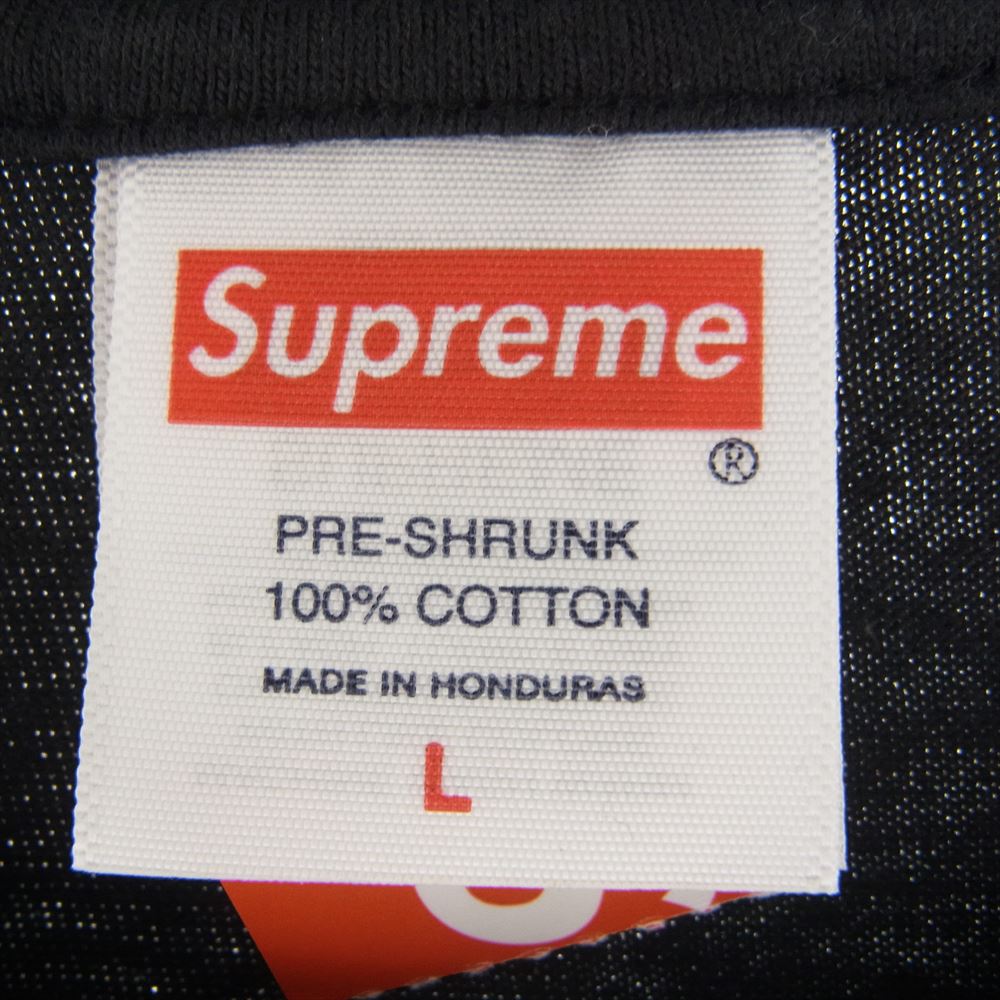 Supreme
®
PRE-SHRUNK
100% COTTON
MADE IN HONDURAS
L